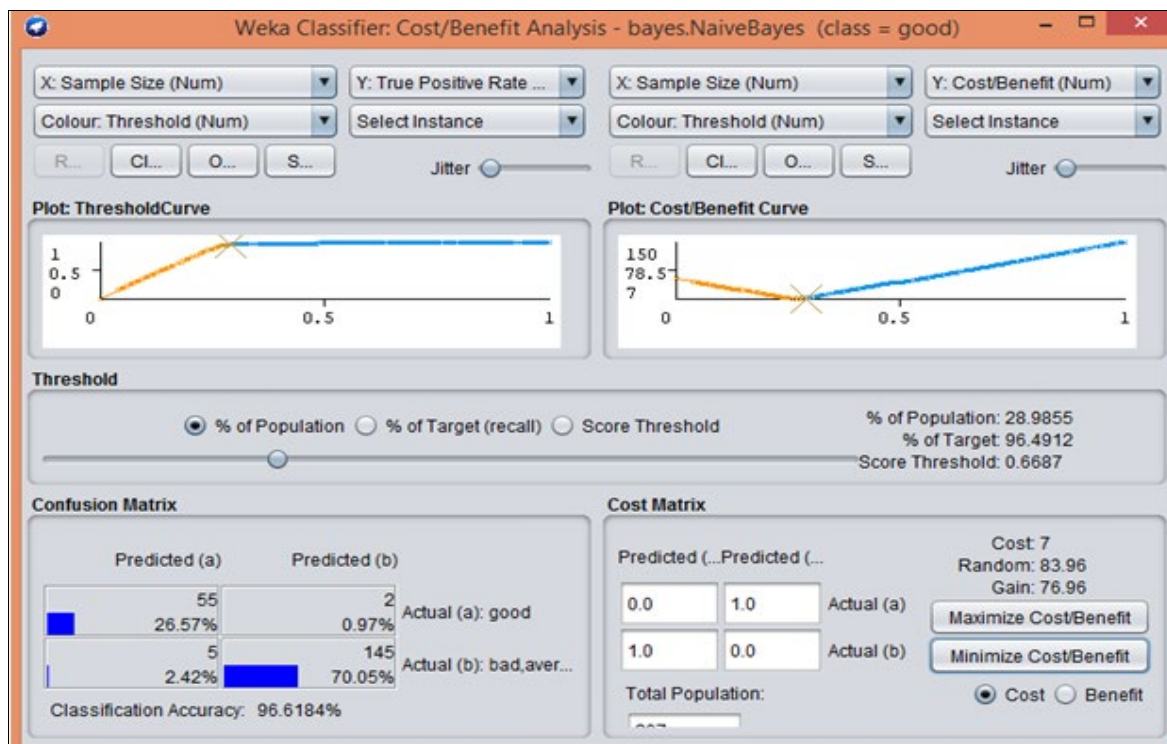 Weka Classifier: Cost/Benefit Analysis - bayes.NaiveBayes (class = good)
X: Sample Size (Num) Y: True Positive Rate ... X: Sample Size (Num) Y: Cost/Benefit (Num)
Colour: Threshold (Num) Select Instance Colour: Threshold (Num) Select Instance
R... Cl... O... S... Jitter R... Cl... O... S... Jitter
Plot: ThresholdCurve Plot: Cost/Benefit Curve
1 150
0.5 78.5
0 7
0 0.5 1 0 0.5 1
Threshold
% of Population % of Target (recall) Score Threshold
% of Population: 28.9855
% of Target: 96.4912
Score Threshold: 0.6687
Confusion Matrix
Predicted (a) Predicted (b)
55 2 Actual (a): good
26.57% 0.97%
5 145 Actual (b): bad,aver...
2.42% 70.05%
Classification Accuracy: 96.6184%
Cost Matrix
Predicted (... Predicted (...
0.0 1.0 Actual (a)
1.0 0.0 Actual (b)
Total Population:
Cost: 7
Random: 83.96
Gain: 76.96
Maximize Cost/Benefit
Minimize Cost/Benefit
Cost Benefit